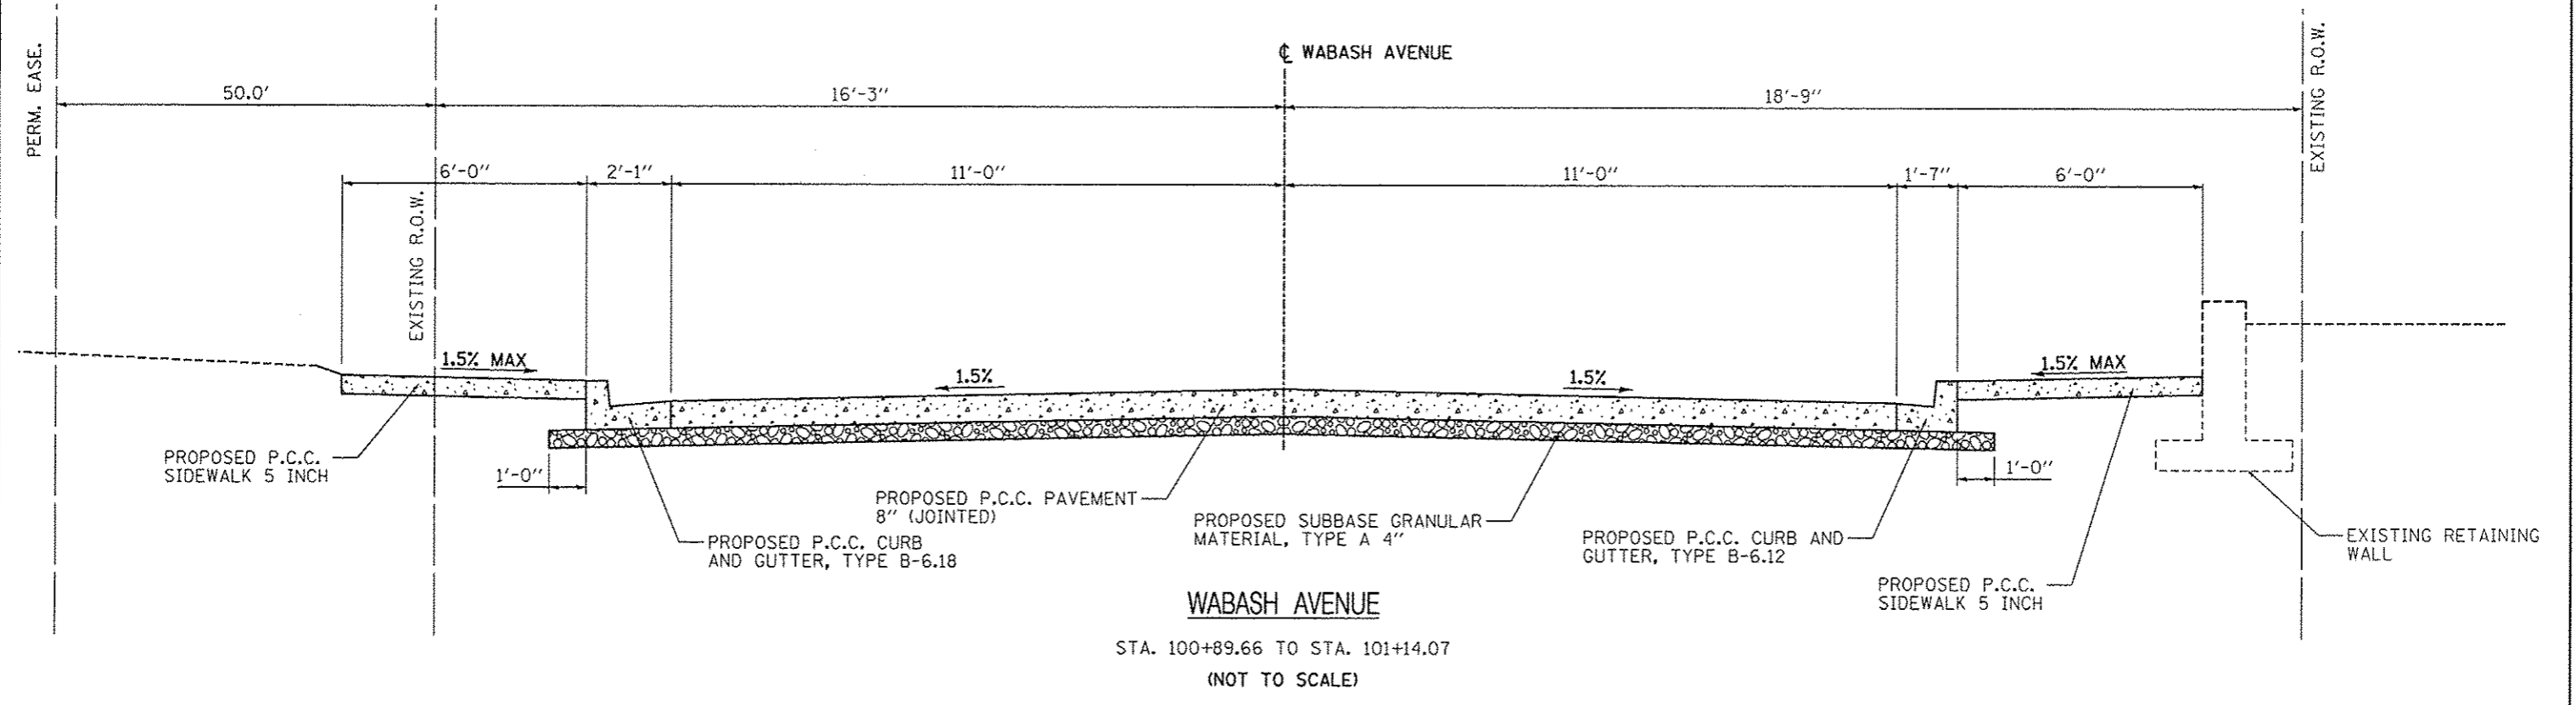 ℄ WABASH AVENUE
PERM. EASE.
EXISTING R.O.W.
50.0'
16'-3"
18'-9"
6'-0"
2'-1"
11'-0"
11'-0"
1'-7"
6'-0"
EXISTING R.O.W.
1.5% MAX
1.5%
1.5%
1.5% MAX
PROPOSED P.C.C.
SIDEWALK 5 INCH
1'-0"
PROPOSED P.C.C. CURB
AND GUTTER, TYPE B-6.18
PROPOSED P.C.C. PAVEMENT
8" (JOINTED)
PROPOSED SUBBASE GRANULAR
MATERIAL, TYPE A 4"
PROPOSED P.C.C. CURB AND
GUTTER, TYPE B-6.12
1'-0"
PROPOSED P.C.C.
SIDEWALK 5 INCH
EXISTING RETAINING
WALL
WABASH AVENUE
STA. 100+89.66 TO STA. 101+14.07
(NOT TO SCALE)